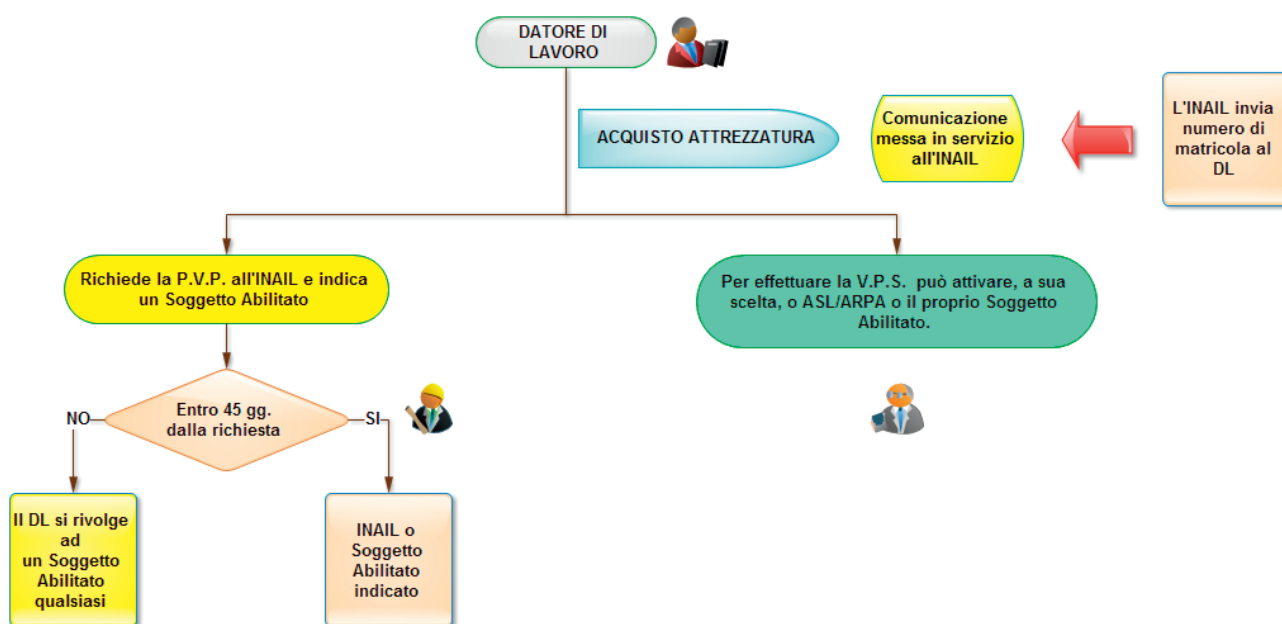 DATORE DI
LAVORO
ACQUISTO ATTREZZATURA
Comunicazione
messa in servizio
all'INAIL
L'INAIL invia
numero di
matricola al
DL
Richiede la P.V.P. all'INAIL e indica
un Soggetto Abilitato
Per effettuare la V.P.S. può attivare, a sua
scelta, o ASL/ARPA o il proprio Soggetto
Abilitato.
Entro 45 gg.
dalla richiesta
NO
SI
Il DL si rivolge
ad
un Soggetto
Abilitato
qualsiasi
INAIL o
Soggetto
Abilitato
indicato